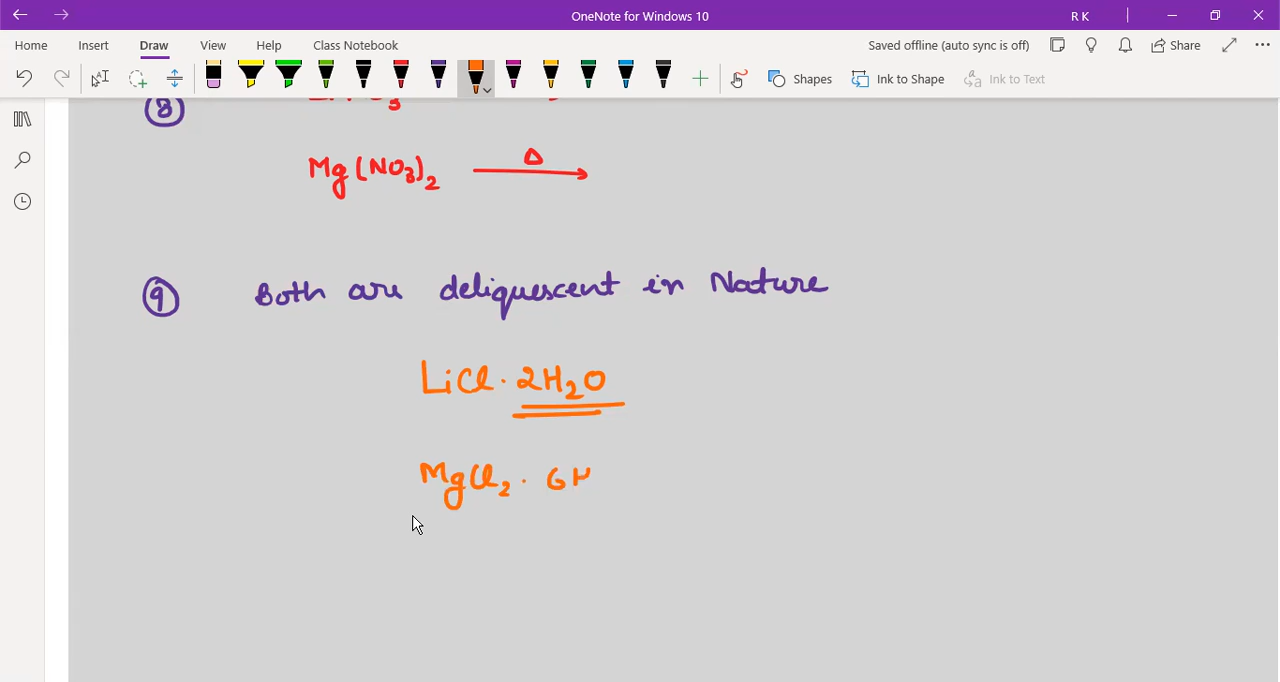 OneNote for Windows 10
R K
Home Insert Draw View Help Class Notebook
Saved offline (auto sync is off)
Share
Shapes
Ink to Shape
Ink to Text
8
Mg(NO3)2 Δ →
9 Both are deliquescent in Nature
LiCl·2H2O
MgCl2·6H